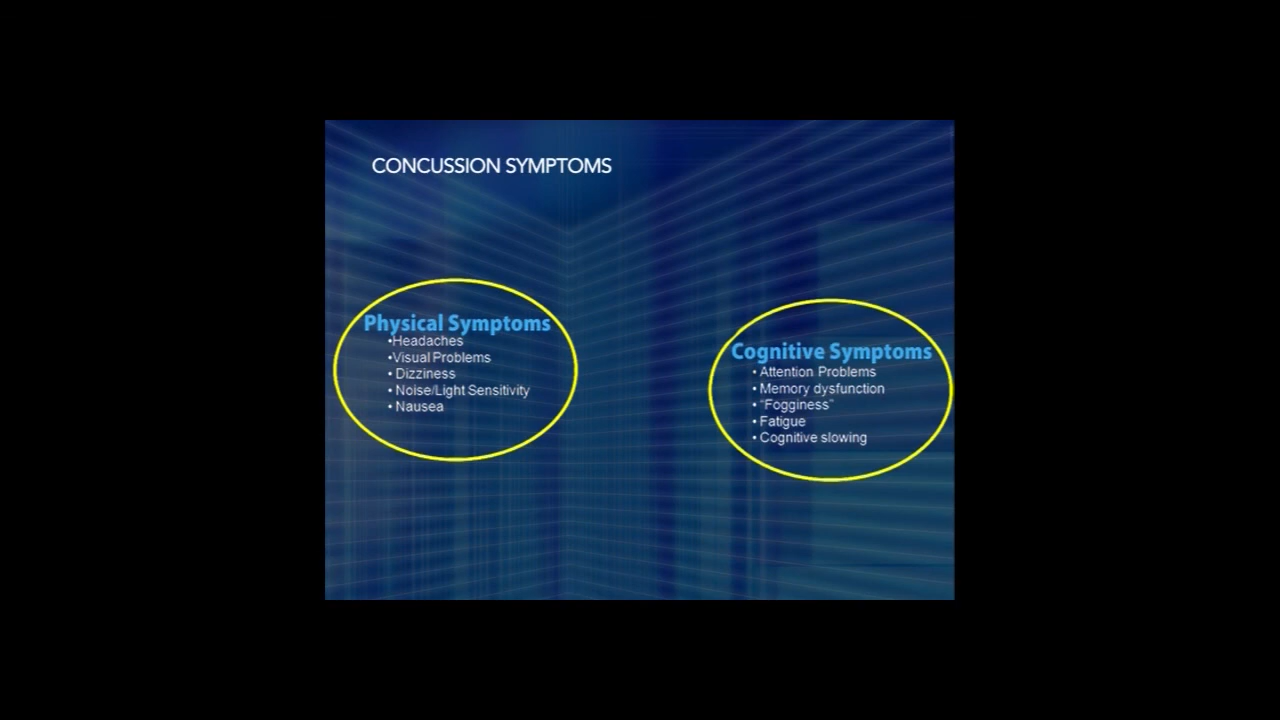 CONCUSSION SYMPTOMS
Physical Symptoms
•Headaches
•Visual Problems
• Dizziness
• Noise/Light Sensitivity
• Nausea
Cognitive Symptoms
• Attention Problems
• Memory dysfunction
• “Fogginess”
• Fatigue
• Cognitive slowing